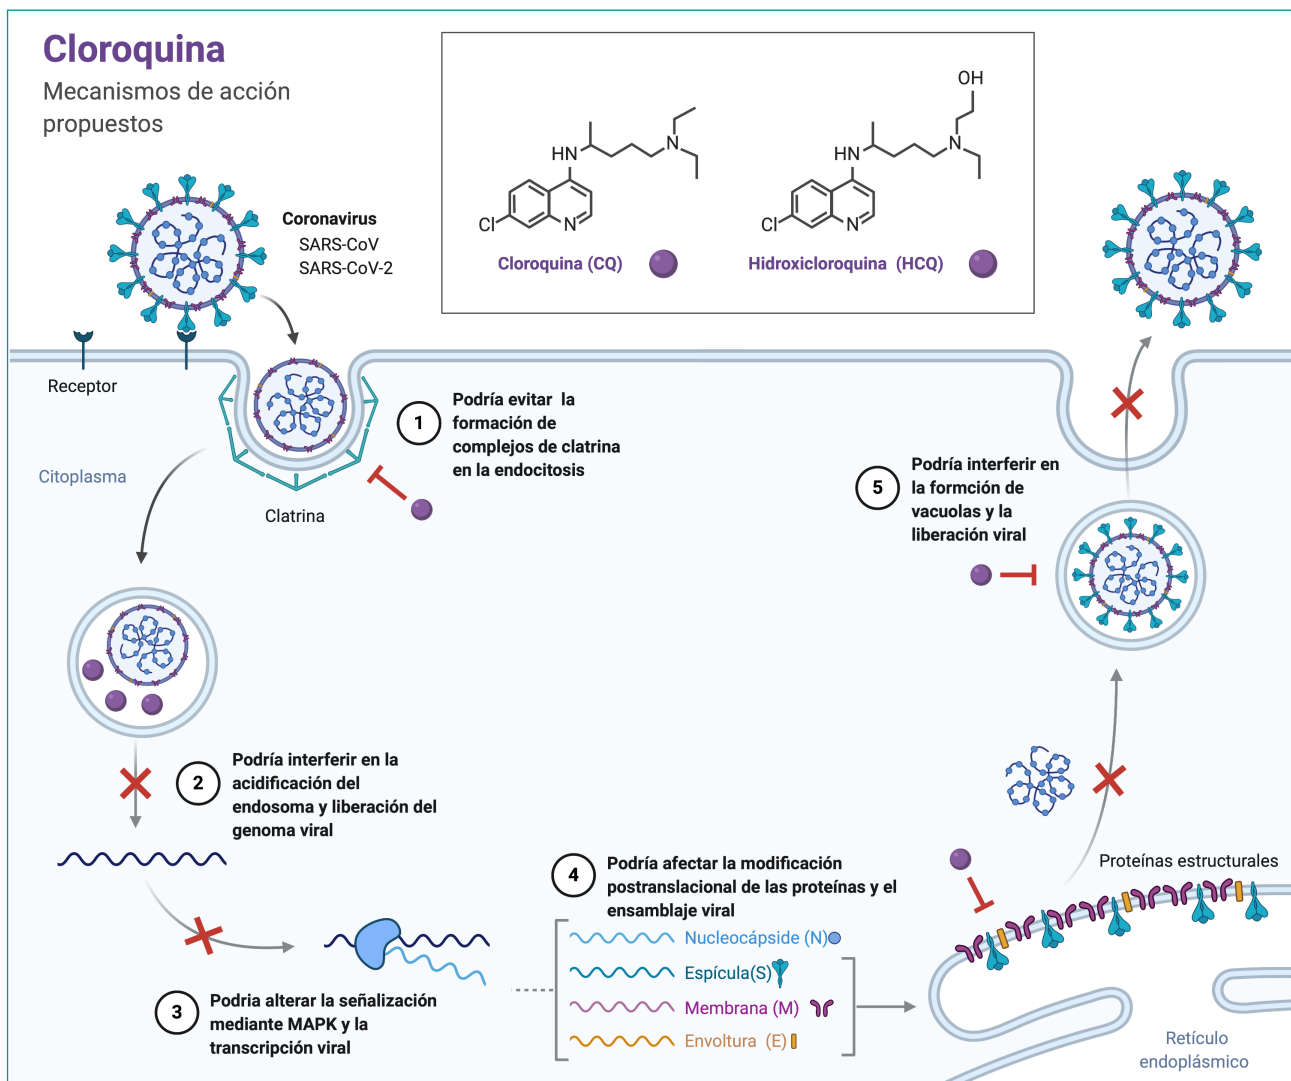 Cloroquina
Mecanismos de acción
propuestos
OH
HN
N
Cl
N
Cloroquina (CQ)
HN
N
Cl
N
Hidroxicloroquina (HCQ)
Coronavirus
SARS-CoV
SARS-CoV-2
Receptor
Citoplasma
Clatrina
1
Podría evitar la
formación de
complejos de clatrina
en la endocitosis
2
Podría interferir en la
acidificación del
endosoma y liberación del
genoma viral
3
Podria alterar la señalización
mediante MAPK y la
transcripción viral
4
Podría afectar la modificación
postranslacional de las proteínas y el
ensamblaje viral
Nucleocápside (N)
Espícula(S)
Membrana (M)
Envoltura (E)
5
Podría interferir en
la formción de
vacuolas y la
liberación viral
Proteínas estructurales
Retículo
endoplásmico